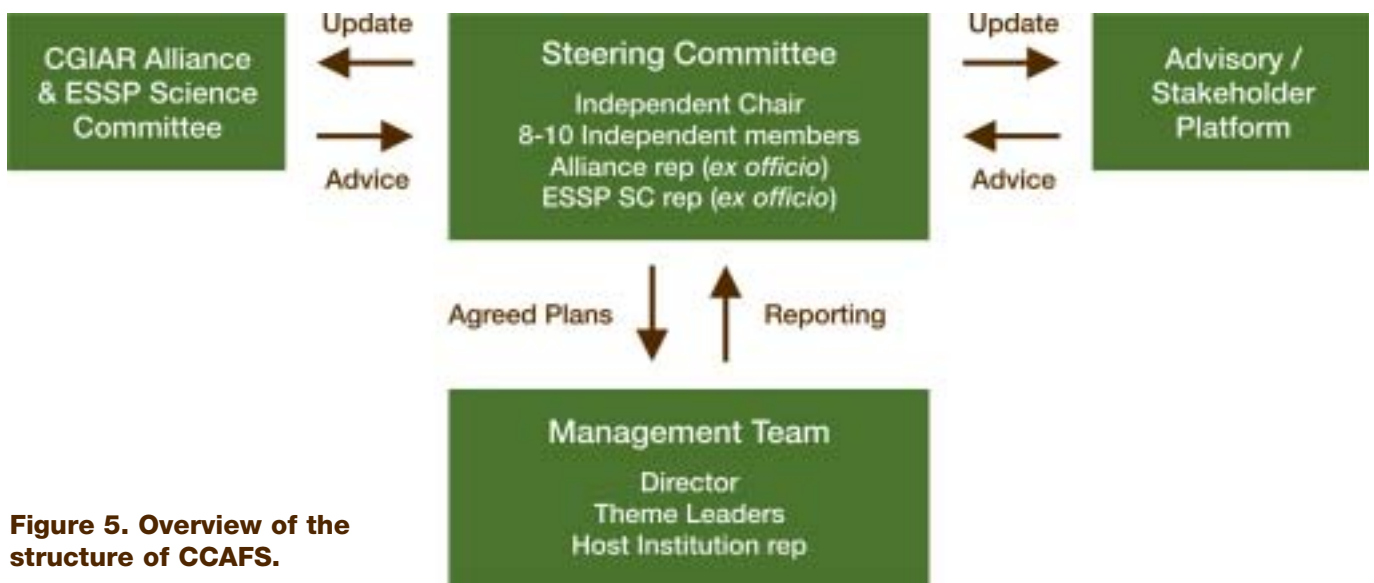 Update
CGIAR Alliance
& ESSP Science
Committee
Advice
Steering Committee
Independent Chair
8-10 Independent members
Alliance rep (ex officio)
ESSP SC rep (ex officio)
Update
Advisory /
Stakeholder
Platform
Advice
Agreed Plans
Reporting
Management Team
Director
Theme Leaders
Host Institution rep
Figure 5. Overview of the
structure of CCAFS.